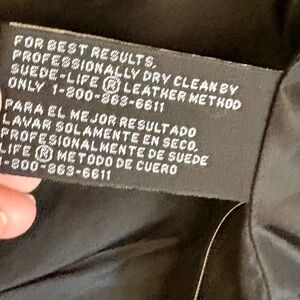 FOR BEST RESULTS,
PROFESSIONALLY DRY CLEAN BY
SUEDE-LIFE ® LEATHER METHOD
ONLY 1-800-863-6611
PARA EL MEJOR RESULTADO
LAVAR SOLAMENTE EN SECO,
PROFESIONALMENTE DE SUEDE
LIFE ® METODO DE CUERO
1-800-863-6611